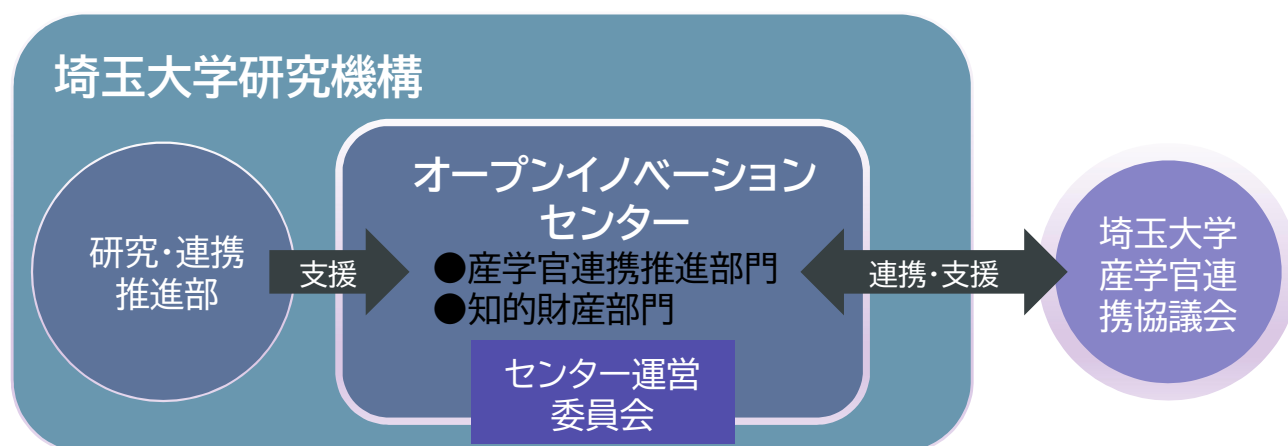 埼玉大学研究機構
オープンイノベーション
センター
●産学官連携推進部門
●知的財産部門
センター運営
委員会
研究・連携
推進部
支援
連携・支援
埼玉大学
産学官連
携協議会